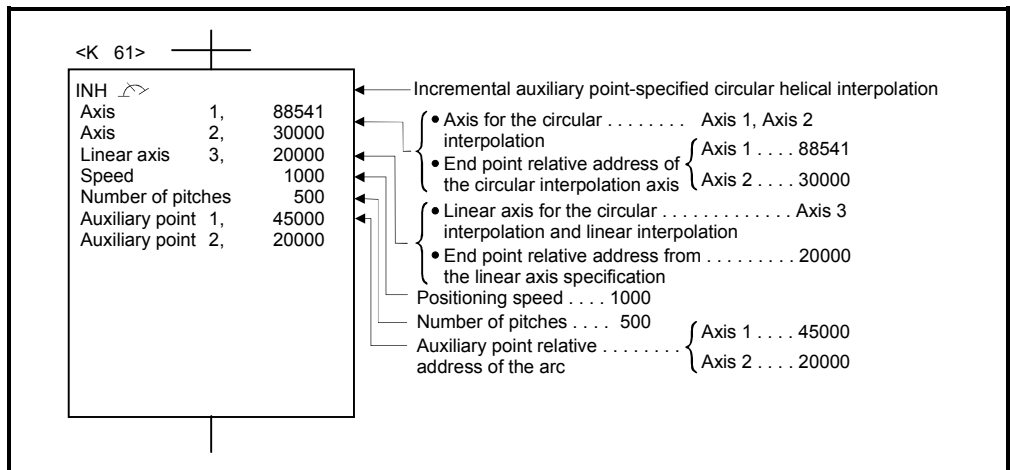 <K 61>
INH
Axis 1, 88541
Axis 2, 30000
Linear axis 3, 20000
Speed 1000
Number of pitches 500
Auxiliary point 1, 45000
Auxiliary point 2, 20000
Incremental auxiliary point-specified circular helical interpolation
• Axis for the circular . . . . . . . . Axis 1, Axis 2
interpolation
• End point relative address of
the circular interpolation axis
Axis 1 . . . . 88541
Axis 2 . . . . 30000
• Linear axis for the circular . . . . . . . . . . . . . Axis 3
interpolation and linear interpolation
• End point relative address from . . . . . . . . . 20000
the linear axis specification
Positioning speed . . . . 1000
Number of pitches . . . . 500
Auxiliary point relative . . . . . . . .
address of the arc
Axis 1 . . . . 45000
Axis 2 . . . . 20000